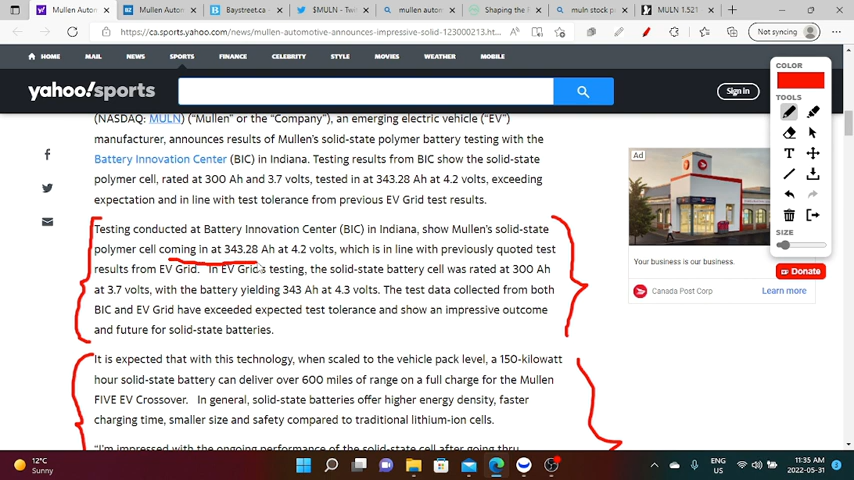 Mullen Autom
Mullen Autom
Baystreet.ca -
$MULN - Twi
mullen auto
Shaping the F
muln stock p
MULN 1.521
https://ca.sports.yahoo.com/news/mullen-automotive-announces-impressive-solid-123000213.ht...
Not syncing
HOME MAIL NEWS SPORTS FINANCE CELEBRITY STYLE MOVIES WEATHER MOBILE
yahoo!sports
Sign in
COLOR
TOOLS
SIZE
Donate
(NASDAQ: MULN) ("Mullen" or the "Company"), an emerging electric vehicle ("EV")
manufacturer, announces results of Mullen's solid-state polymer battery testing with the
Battery Innovation Center (BIC) in Indiana. Testing results from BIC show the solid-state
polymer cell, rated at 300 Ah and 3.7 volts, tested in at 343.28 Ah at 4.2 volts, exceeding
expectation and in line with test tolerance from previous EV Grid test results.
Testing conducted at Battery Innovation Center (BIC) in Indiana, show Mullen's solid-state
polymer cell coming in at 343.28 Ah at 4.2 volts, which is in line with previously quoted test
results from EV Grid. In EV Grid's testing, the solid-state battery cell was rated at 300 Ah
at 3.7 volts, with the battery yielding 343 Ah at 4.3 volts. The test data collected from both
BIC and EV Grid have exceeded expected test tolerance and show an impressive outcome
and future for solid-state batteries.
It is expected that with this technology, when scaled to the vehicle pack level, a 150-kilowatt
hour solid-state battery can deliver over 600 miles of range on a full charge for the Mullen
FIVE EV Crossover. In general, solid-state batteries offer higher energy density, faster
charging time, smaller size and safety compared to traditional lithium-ion cells.
"I'm impressed with the ongoing performance of the solid-state cell after going thru
Ad
Your business is our business.
Canada Post Corp
Learn more
12°C
Sunny
ENG
US
11:35 AM
2022-05-31